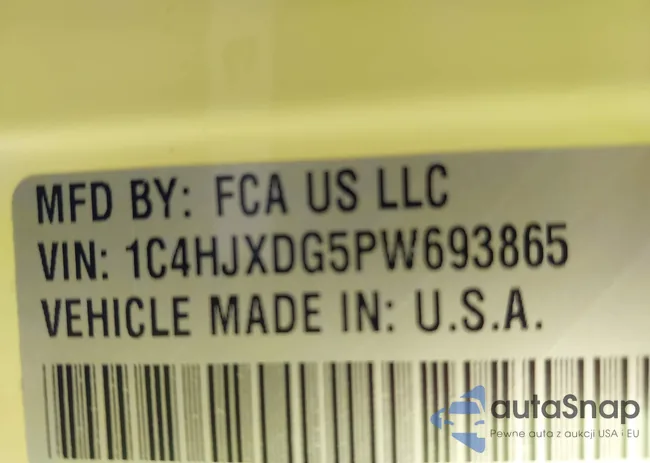 MFD BY: FCA US LLC
VIN: 1C4HJXDG5PW693865
VEHICLE MADE IN: U.S.A.
autaSnap
Pewne auta z aukcji USA i EU